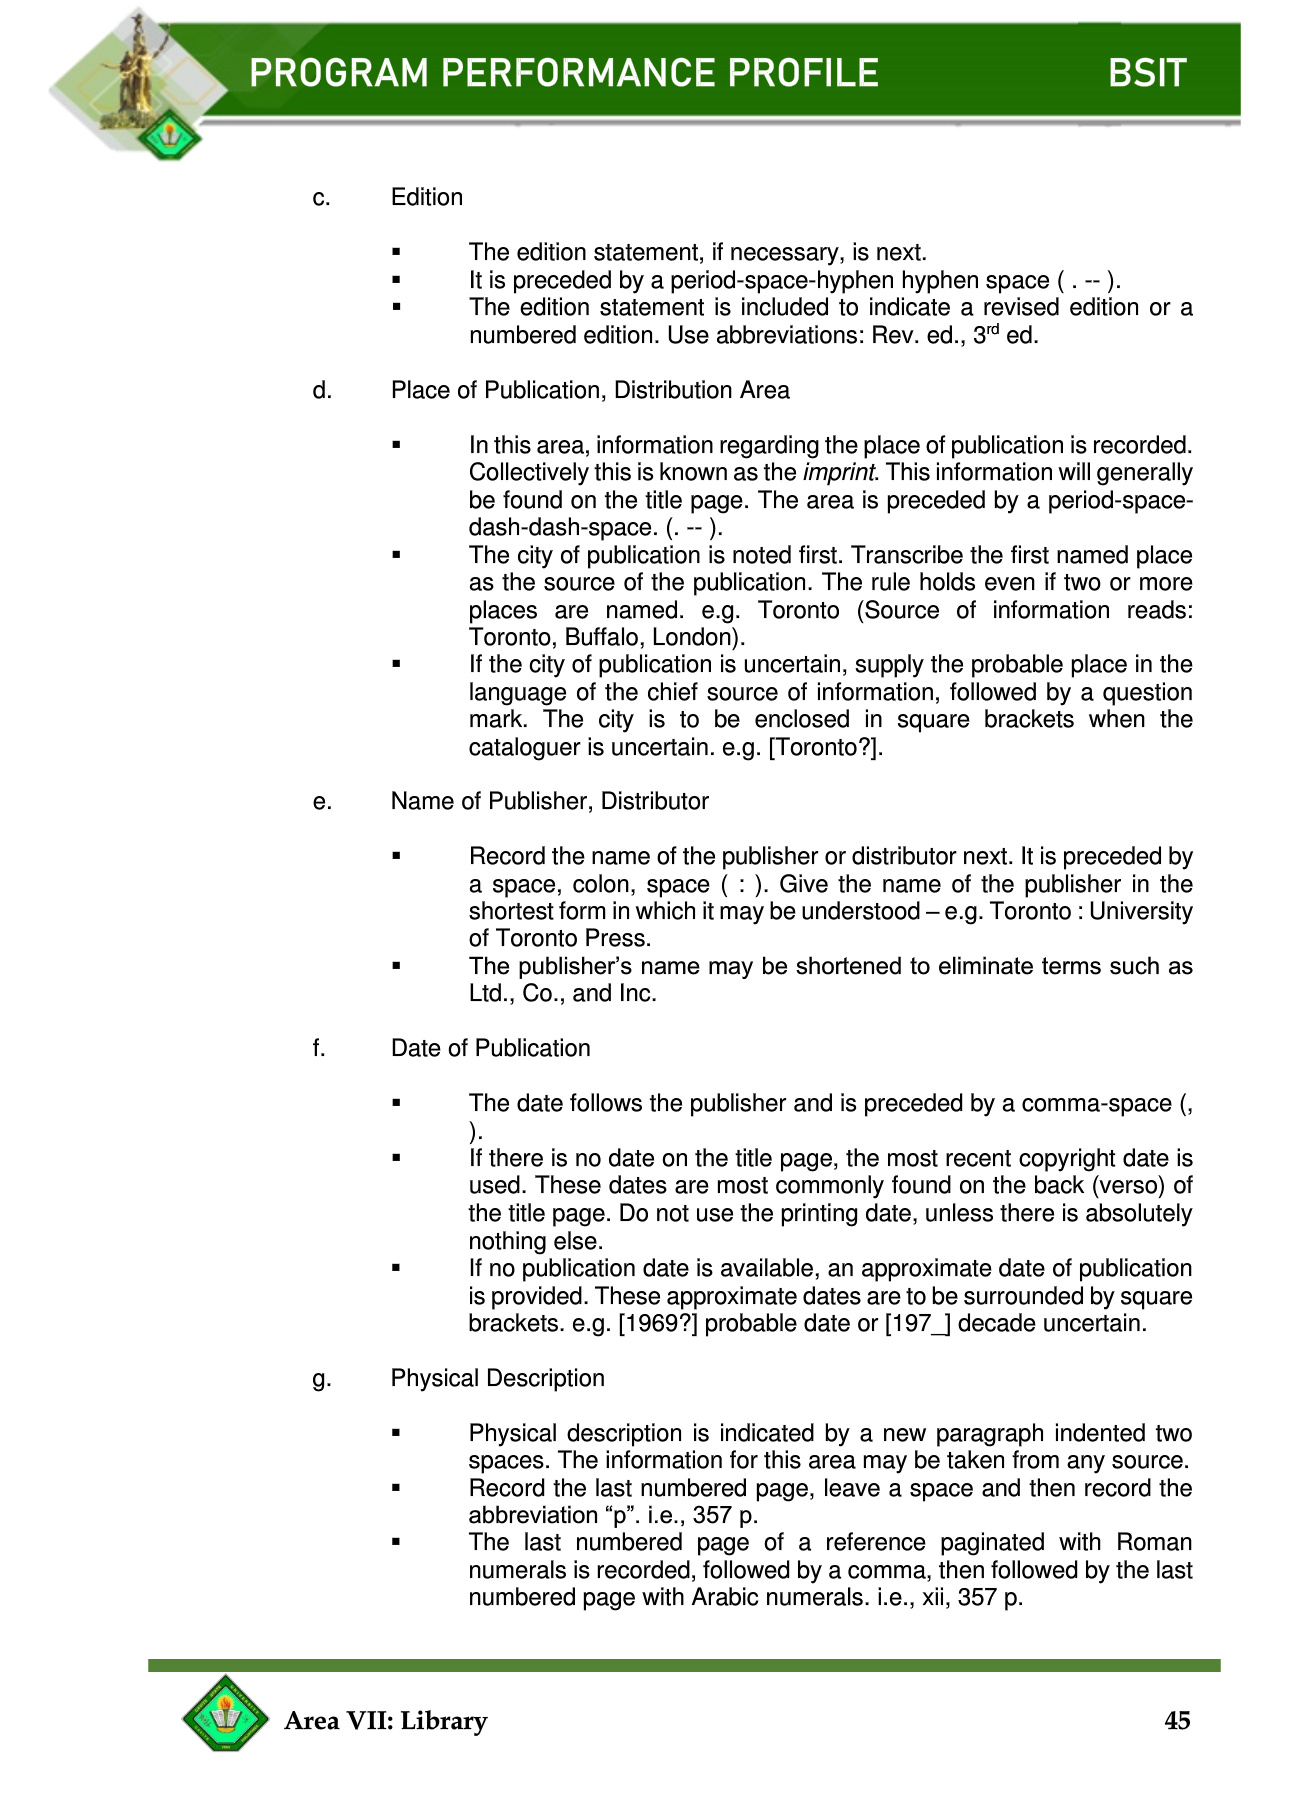 PROGRAM PERFORMANCE PROFILE BSIT
c. Edition
▪ The edition statement, if necessary, is next.
▪ It is preceded by a period-space-hyphen hyphen space ( . -- ).
▪ The edition statement is included to indicate a revised edition or a
numbered edition. Use abbreviations: Rev. ed., 3rd ed.
d. Place of Publication, Distribution Area
▪ In this area, information regarding the place of publication is recorded.
Collectively this is known as the imprint. This information will generally
be found on the title page. The area is preceded by a period-space-
dash-dash-space. (. -- ).
▪ The city of publication is noted first. Transcribe the first named place
as the source of the publication. The rule holds even if two or more
places are named. e.g. Toronto (Source of information reads:
Toronto, Buffalo, London).
▪ If the city of publication is uncertain, supply the probable place in the
language of the chief source of information, followed by a question
mark. The city is to be enclosed in square brackets when the
cataloguer is uncertain. e.g. [Toronto?].
e. Name of Publisher, Distributor
▪ Record the name of the publisher or distributor next. It is preceded by
a space, colon, space ( : ). Give the name of the publisher in the
shortest form in which it may be understood – e.g. Toronto : University
of Toronto Press.
▪ The publisher’s name may be shortened to eliminate terms such as
Ltd., Co., and Inc.
f. Date of Publication
▪ The date follows the publisher and is preceded by a comma-space (,
).
▪ If there is no date on the title page, the most recent copyright date is
used. These dates are most commonly found on the back (verso) of
the title page. Do not use the printing date, unless there is absolutely
nothing else.
▪ If no publication date is available, an approximate date of publication
is provided. These approximate dates are to be surrounded by square
brackets. e.g. [1969?] probable date or [197_] decade uncertain.
g. Physical Description
▪ Physical description is indicated by a new paragraph indented two
spaces. The information for this area may be taken from any source.
▪ Record the last numbered page, leave a space and then record the
abbreviation “p”. i.e., 357 p.
▪ The last numbered page of a reference paginated with Roman
numerals is recorded, followed by a comma, then followed by the last
numbered page with Arabic numerals. i.e., xii, 357 p.
Area VII: Library 45